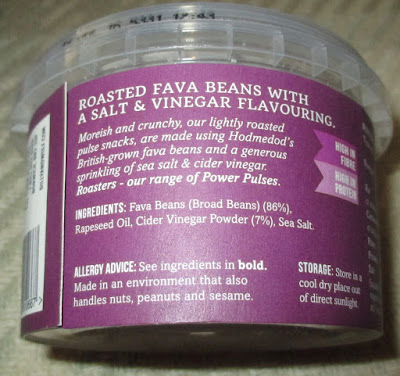 5331 12:43
ROASTED FAVA BEANS WITH
A SALT & VINEGAR FLAVOURING.
Moreish and crunchy, our lightly roasted
pulse snacks, are made using Hodmedod's
British-grown fava beans and a generous
sprinkling of sea salt & cider vinegar.
Roasters - our range of Power Pulses.
HIGH IN
FIBRE
HIGH IN
PROTEIN
INGREDIENTS: Fava Beans (Broad Beans) (86%),
Rapeseed Oil, Cider Vinegar Powder (7%), Sea Salt.
ALLERGY ADVICE: See ingredients in bold.
Made in an environment that also
handles nuts, peanuts and sesame.
STORAGE: Store in a
cool dry place out
of direct sunlight.